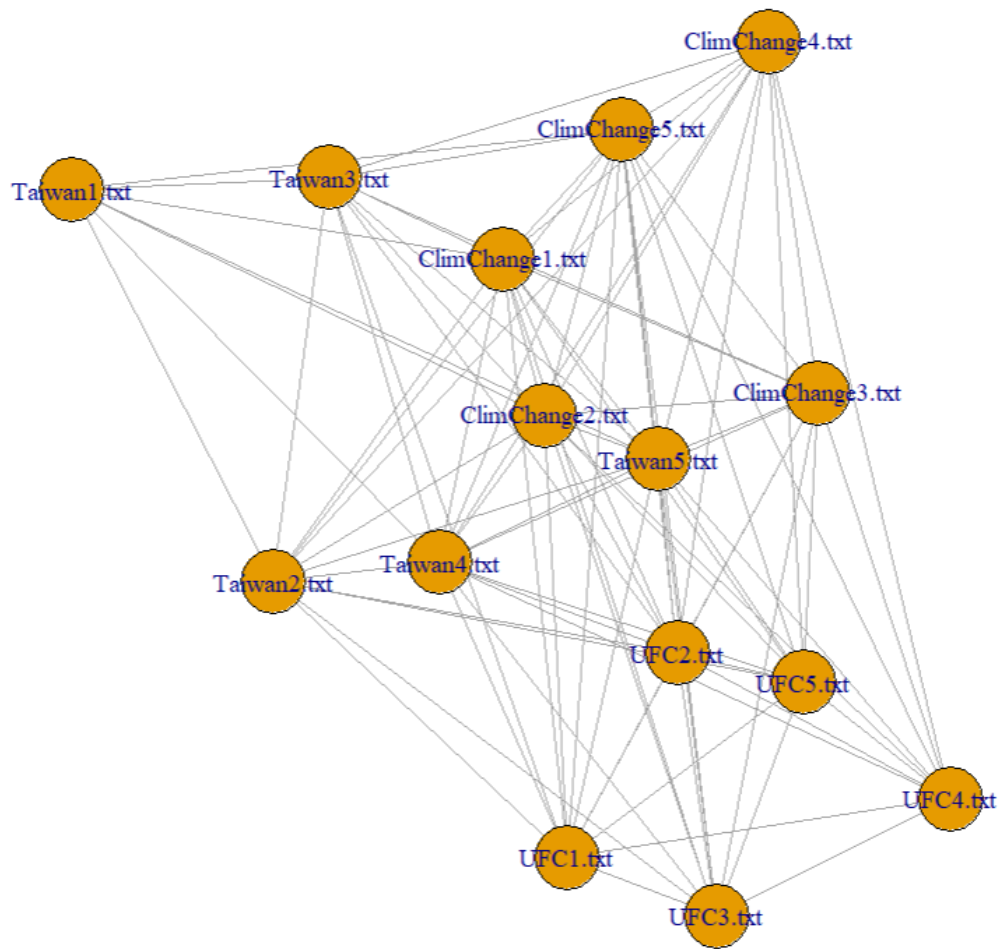 ClimChange4.txt
ClimChange5.txt
Taiwan3.txt
Taiwan1.txt
ClimChange1.txt
ClimChange3.txt
ClimChange2.txt
Taiwan5.txt
Taiwan4.txt
Taiwan2.txt
UFC2.txt
UFC5.txt
UFC4.txt
UFC1.txt
UFC3.txt